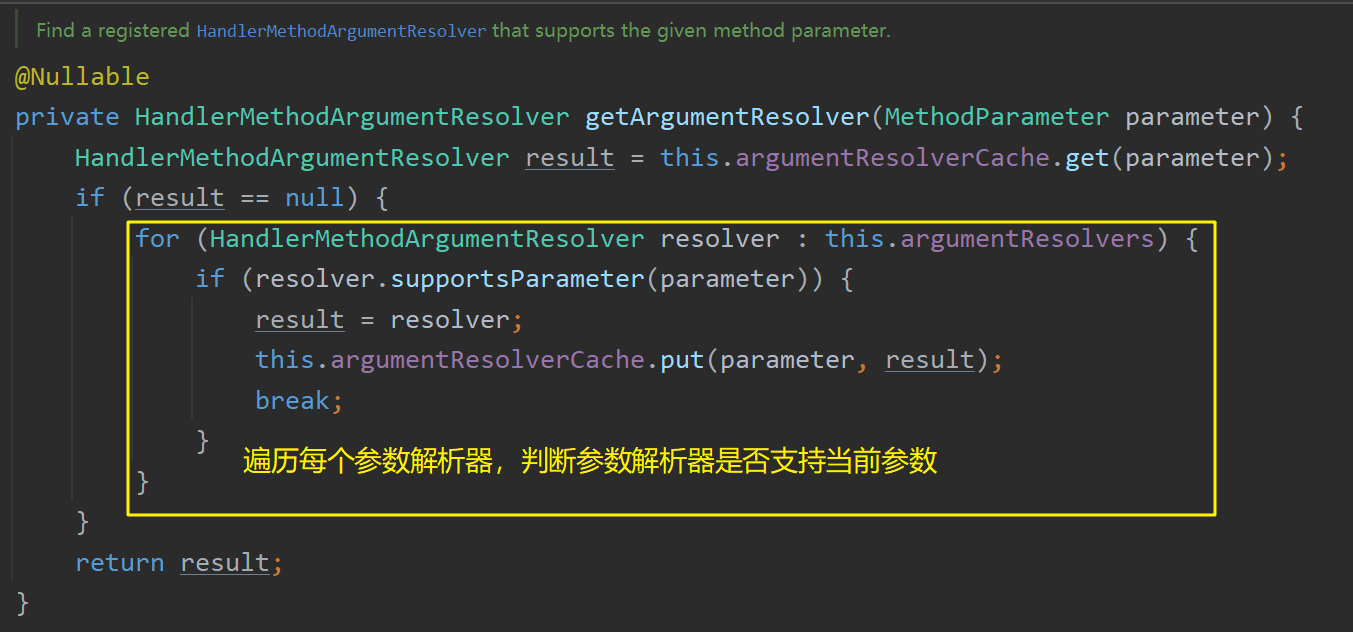 Find a registered HandlerMethodArgumentResolver that supports the given method parameter.
@Nullable
private HandlerMethodArgumentResolver getArgumentResolver(MethodParameter parameter) {
    HandlerMethodArgumentResolver result = this.argumentResolverCache.get(parameter);
    if (result == null) {
        for (HandlerMethodArgumentResolver resolver : this.argumentResolvers) {
            if (resolver.supportsParameter(parameter)) {
                result = resolver;
                this.argumentResolverCache.put(parameter, result);
                break;
            }
遍历每个参数解析器，判断参数解析器是否支持当前参数
        }
    }
    return result;
}